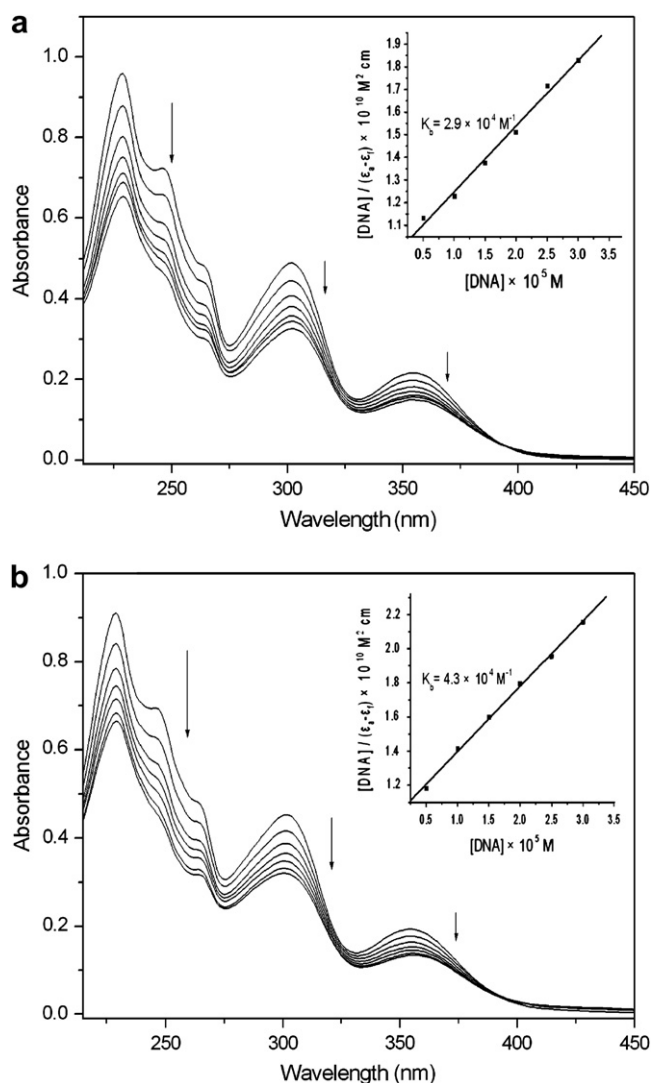 a
1.0
0.8
0.6
0.4
0.2
0.0
Absorbance
250 300 350 400 450
Wavelength (nm)
1.9
1.8
1.7
1.6
1.5
1.4
1.3
1.2
1.1
[DNA] / (εa-εf) × 10^10 M^2 cm
Kb = 2.9 × 10^4 M^-1
0.5 1.0 1.5 2.0 2.5 3.0 3.5
[DNA] × 10^5 M
b
1.0
0.8
0.6
0.4
0.2
0.0
Absorbance
250 300 350 400 450
Wavelength (nm)
2.2
2.0
1.8
1.6
1.4
1.2
[DNA] / (εa-εf) × 10^10 M^2 cm
Kb = 4.3 × 10^4 M^-1
0.5 1.0 1.5 2.0 2.5 3.0 3.5
[DNA] × 10^5 M